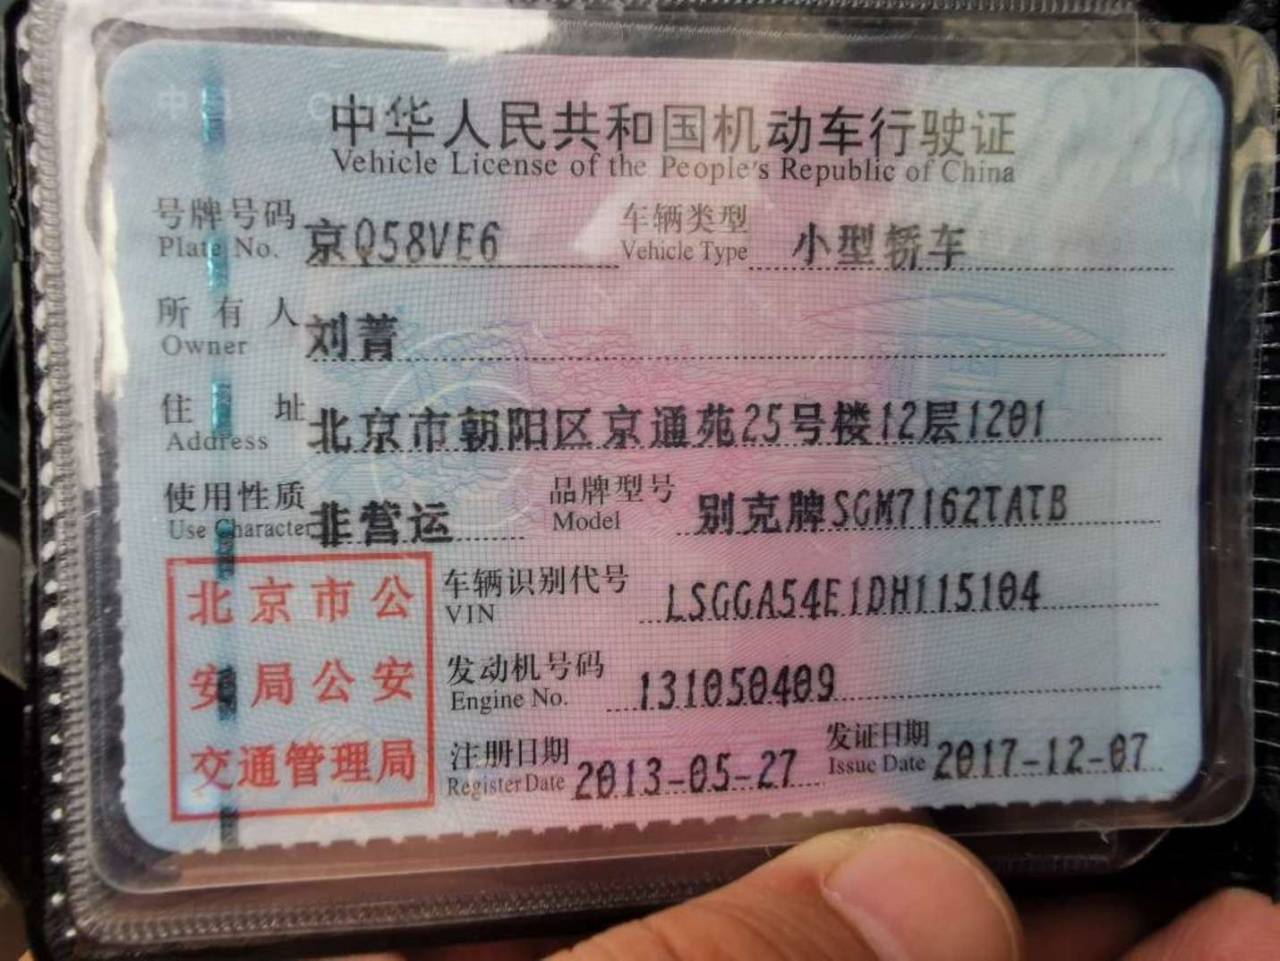 中华人民共和国机动车行驶证
Vehicle License of the People's Republic of China
号牌号码 京Q58VE6 车辆类型 小型轿车
Plate No. Vehicle Type
所有人 刘菁
Owner
住址 北京市朝阳区京通苑25号楼12层1201
Address
使用性质 非营运 品牌型号 别克牌SGM7162TATB
Use Character Model
北京市公 车辆识别代号 LSGGA54E1DH115104
VIN
安局公安 发动机号码 131050409
Engine No.
交通管理局 注册日期 2013-05-27 发证日期 2017-12-07
Register Date Issue Date